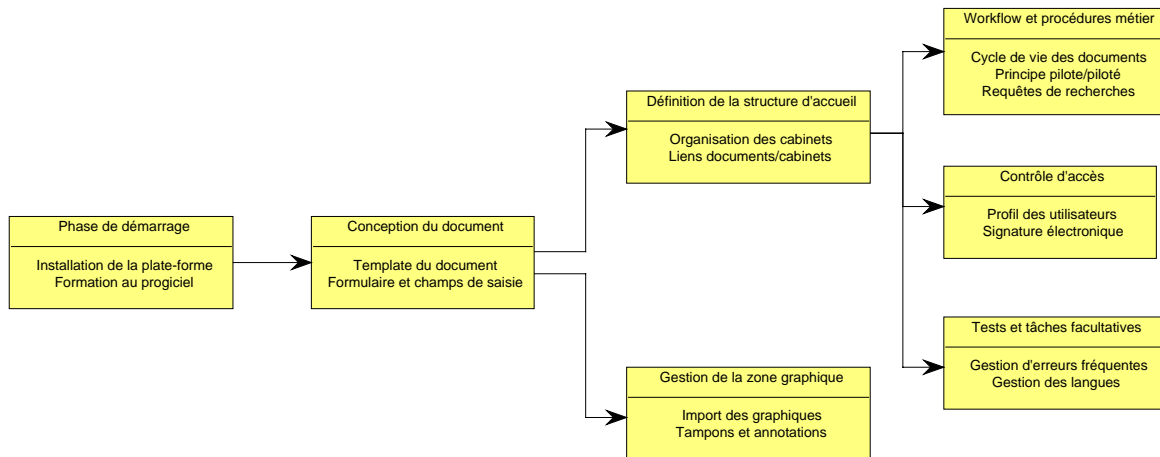 Phase de démarrage
Installation de la plate-forme
Formation au progiciel
Conception du document
Template du document
Formulaire et champs de saisie
Définition de la structure d'accueil
Organisation des cabinets
Liens documents/cabinets
Gestion de la zone graphique
Import des graphiques
Tampons et annotations
Workflow et procédures métier
Cycle de vie des documents
Principe pilote/piloté
Requêtes de recherches
Contrôle d'accès
Profil des utilisateurs
Signature électronique
Tests et tâches facultatives
Gestion d'erreurs fréquentes
Gestion des langues